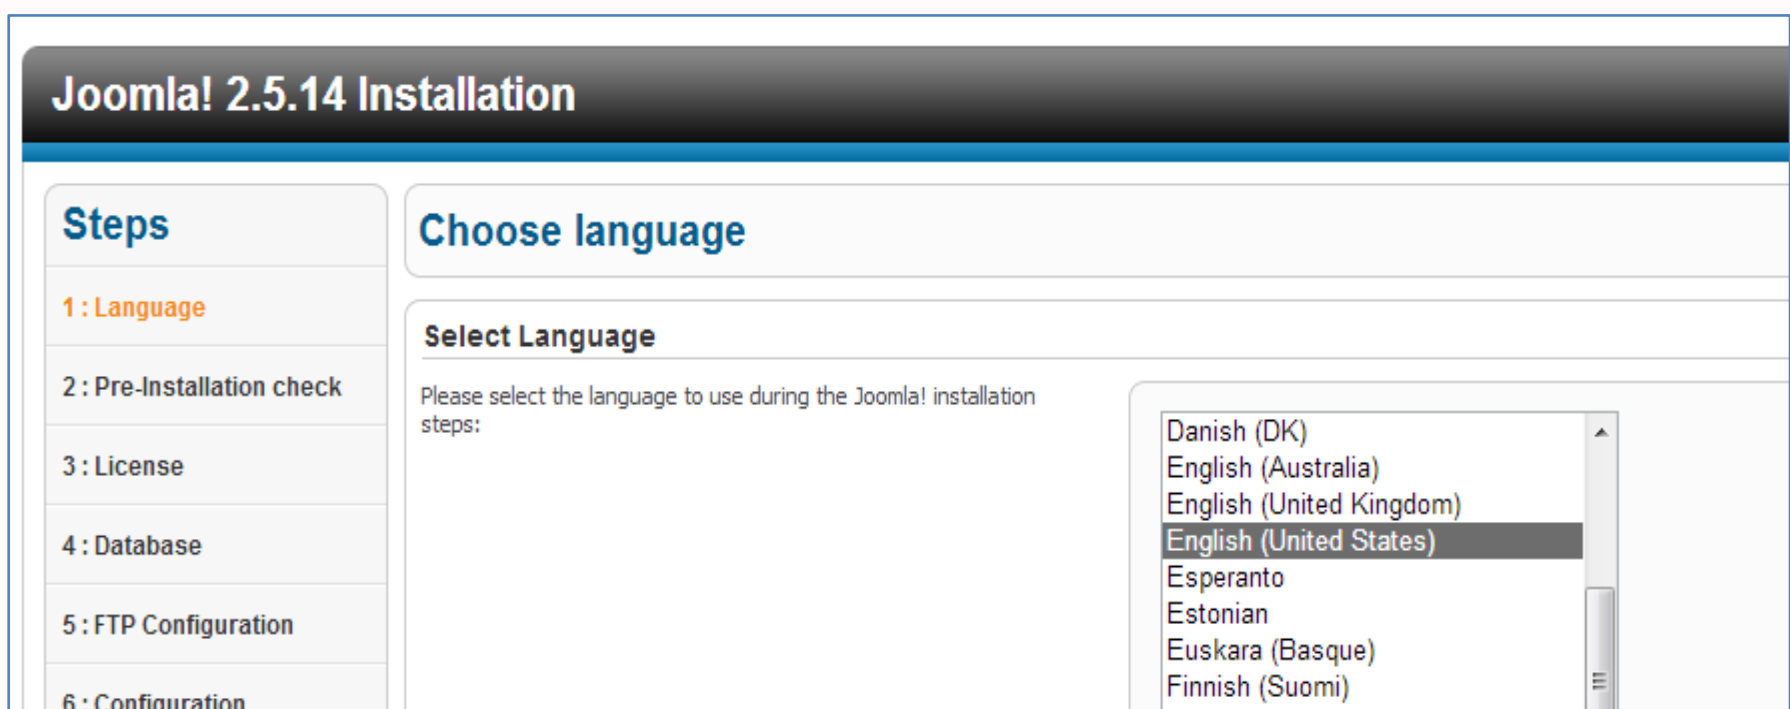 Joomla! 2.5.14 Installation
Steps
1 : Language
2 : Pre-Installation check
3 : License
4 : Database
5 : FTP Configuration
6 : Configuration
Choose language
Select Language
Please select the language to use during the Joomla! installation
steps:
Danish (DK)
English (Australia)
English (United Kingdom)
English (United States)
Esperanto
Estonian
Euskara (Basque)
Finnish (Suomi)